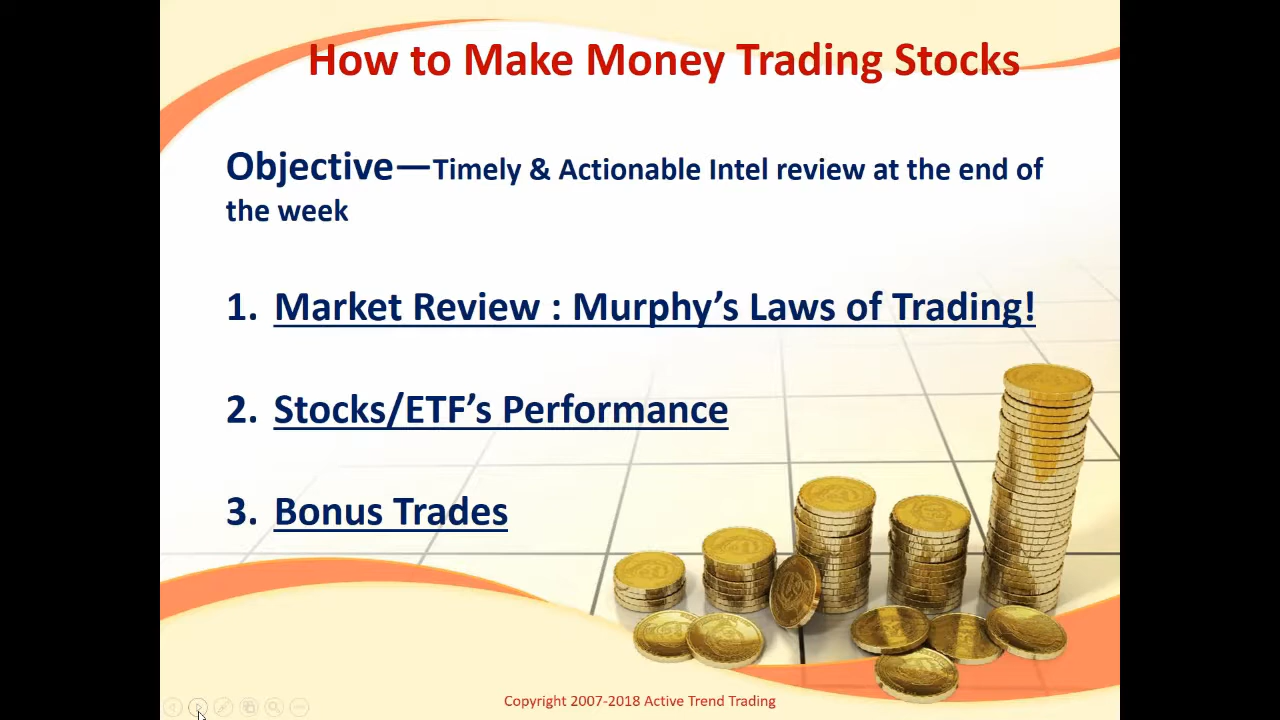 How to Make Money Trading Stocks
Objective—Timely & Actionable Intel review at the end of
the week
1. Market Review : Murphy’s Laws of Trading!
2. Stocks/ETF’s Performance
3. Bonus Trades
Copyright 2007-2018 Active Trend Trading